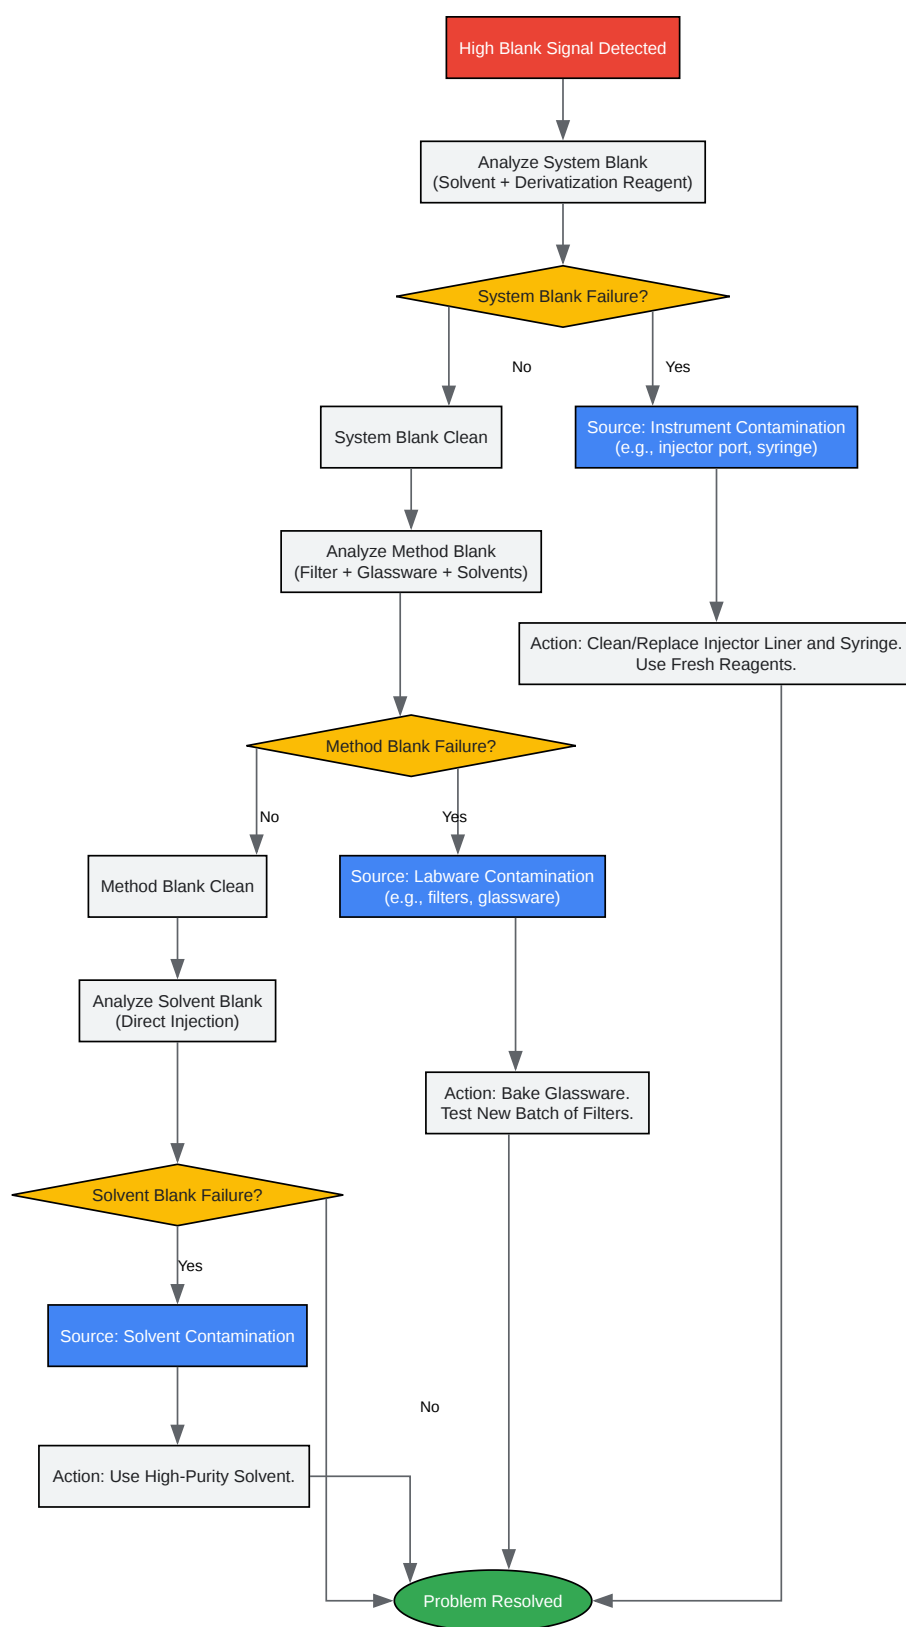 High Blank Signal Detected
Analyze System Blank
(Solvent + Derivatization Reagent)
System Blank Failure?
No
Yes
System Blank Clean
Source: Instrument Contamination
(e.g., injector port, syringe)
Analyze Method Blank
(Filter + Glassware + Solvents)
Action: Clean/Replace Injector Liner and Syringe.
Use Fresh Reagents.
Method Blank Failure?
No
Yes
Method Blank Clean
Source: Labware Contamination
(e.g., filters, glassware)
Analyze Solvent Blank
(Direct Injection)
Action: Bake Glassware.
Test New Batch of Filters.
Solvent Blank Failure?
Yes
Source: Solvent Contamination
No
Action: Use High-Purity Solvent.
Problem Resolved